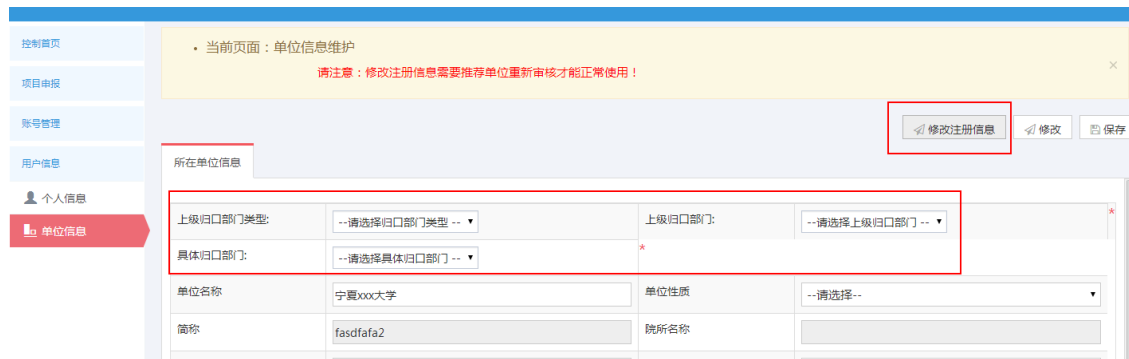 控制首页
项目申报
账号管理
用户信息
个人信息
单位信息
• 当前页面：单位信息维护
请注意：修改注册信息需要推荐单位重新审核才能正常使用！
×
修改注册信息 修改 保存
所在单位信息
上级归口部门类型: --请选择归口部门类型 -- 上级归口部门: --请选择上级归口部门 -- *
具体归口部门: --请选择具体归口部门 -- *
单位名称 宁夏xxx大学 单位性质 --请选择--
简称 fasdfafa2 院所名称